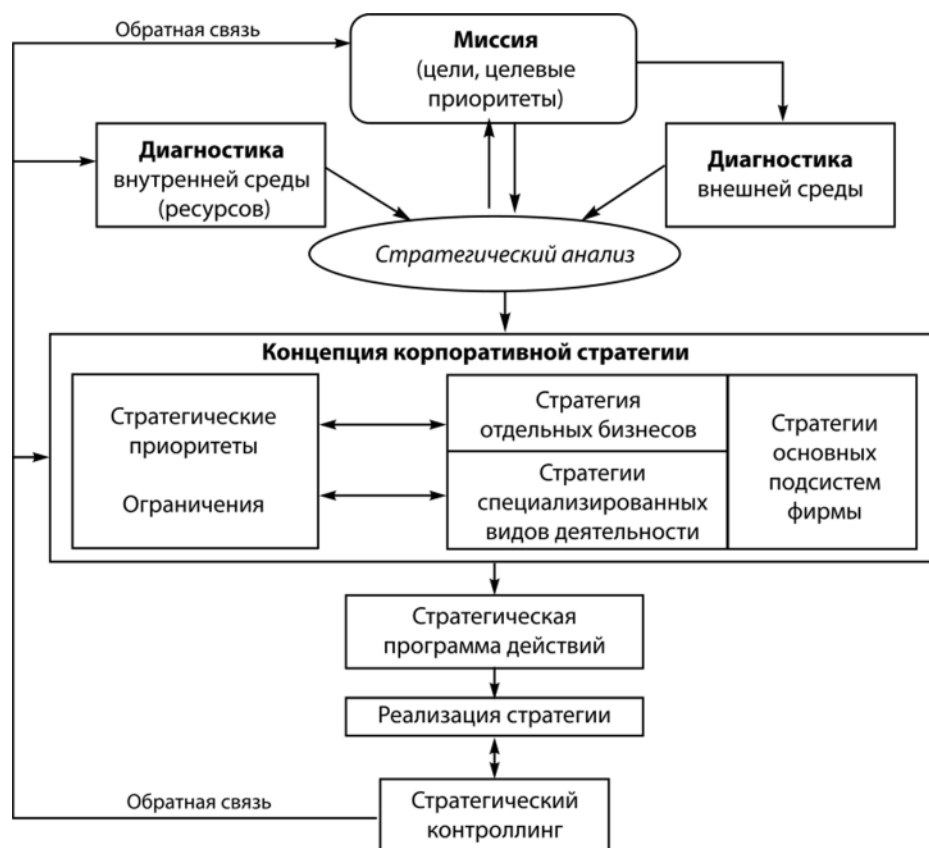 Обратная связь
Миссия
(цели, целевые
приоритеты)
Диагностика
внутренней среды
(ресурсов)
Диагностика
внешней среды
Стратегический анализ
Концепция корпоративной стратегии
Стратегические
приоритеты
Ограничения
Стратегия
отдельных бизнесов
Стратегии
специализированных
видов деятельности
Стратегии
основных
подсистем
фирмы
Стратегическая
программа действий
Реализация стратегии
Обратная связь
Стратегический
контроллинг